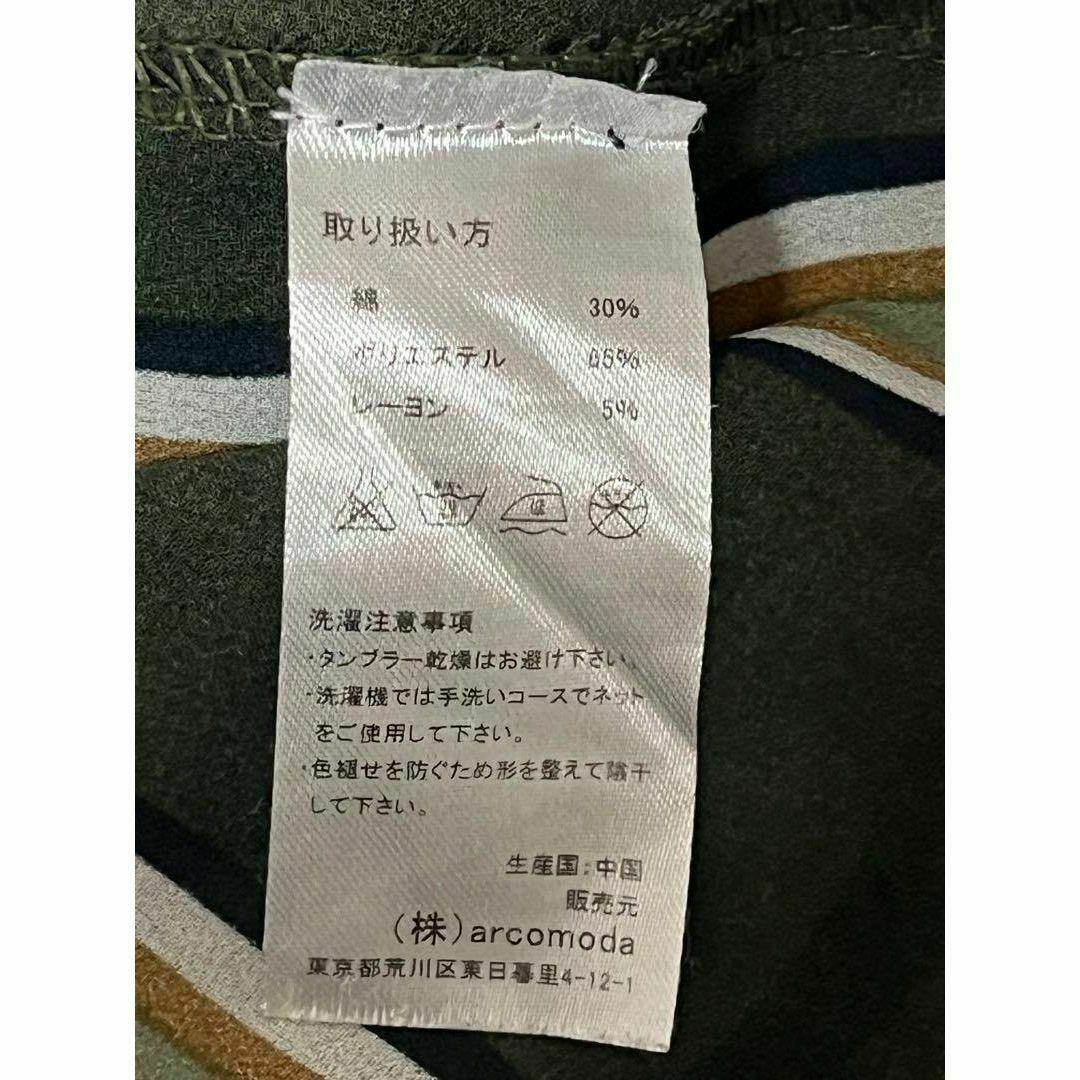 取り扱い方
綿 30%
ポリエステル 65%
レーヨン 5%
洗濯注意事項
・タンブラー乾燥はお避け下さい。
・洗濯機では手洗いコースでネット
をご使用して下さい。
・色褪せを防ぐため形を整えて陰干
して下さい。
生産国:中国
販売元
(株)arcomoda
東京都荒川区東日暮里4-12-1